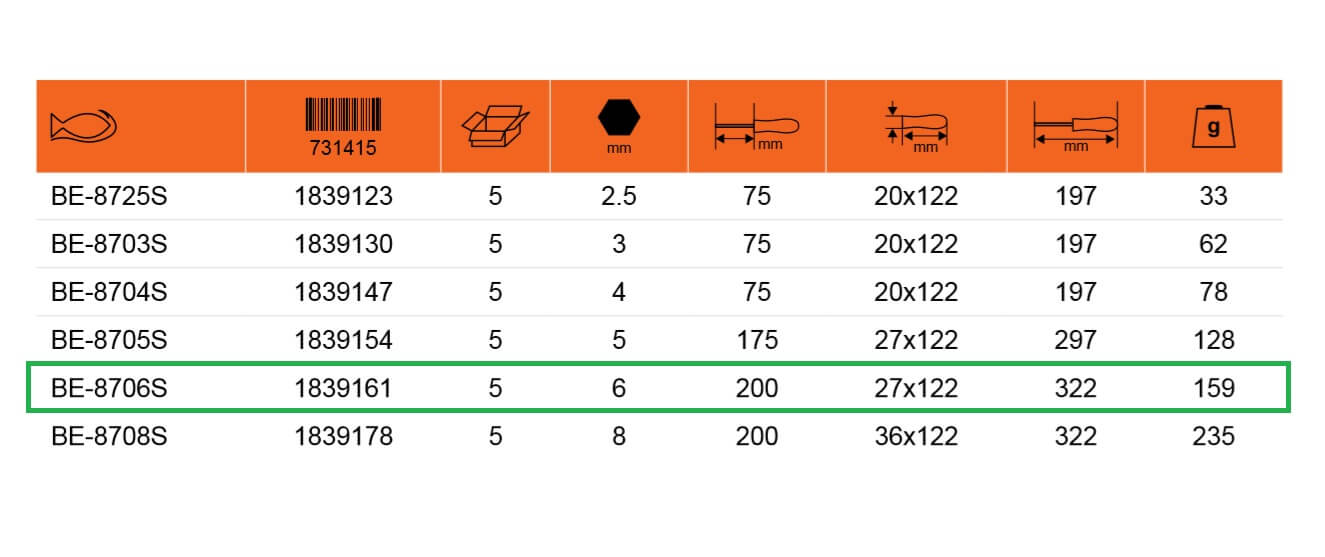 731415 mm mm mm mm g
BE-8725S 1839123 5 2.5 75 20x122 197 33
BE-8703S 1839130 5 3 75 20x122 197 62
BE-8704S 1839147 5 4 75 20x122 197 78
BE-8705S 1839154 5 5 175 27x122 297 128
BE-8706S 1839161 5 6 200 27x122 322 159
BE-8708S 1839178 5 8 200 36x122 322 235